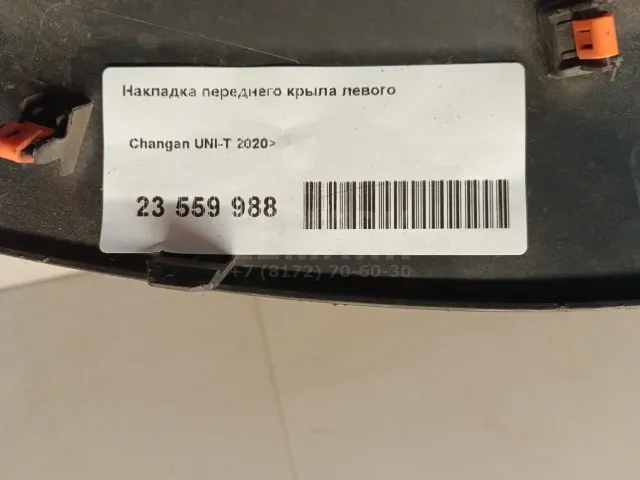 Накладка переднего крыла левого
Changan UNI-T 2020>
23 559 988
+7 (8172) 70-60-30